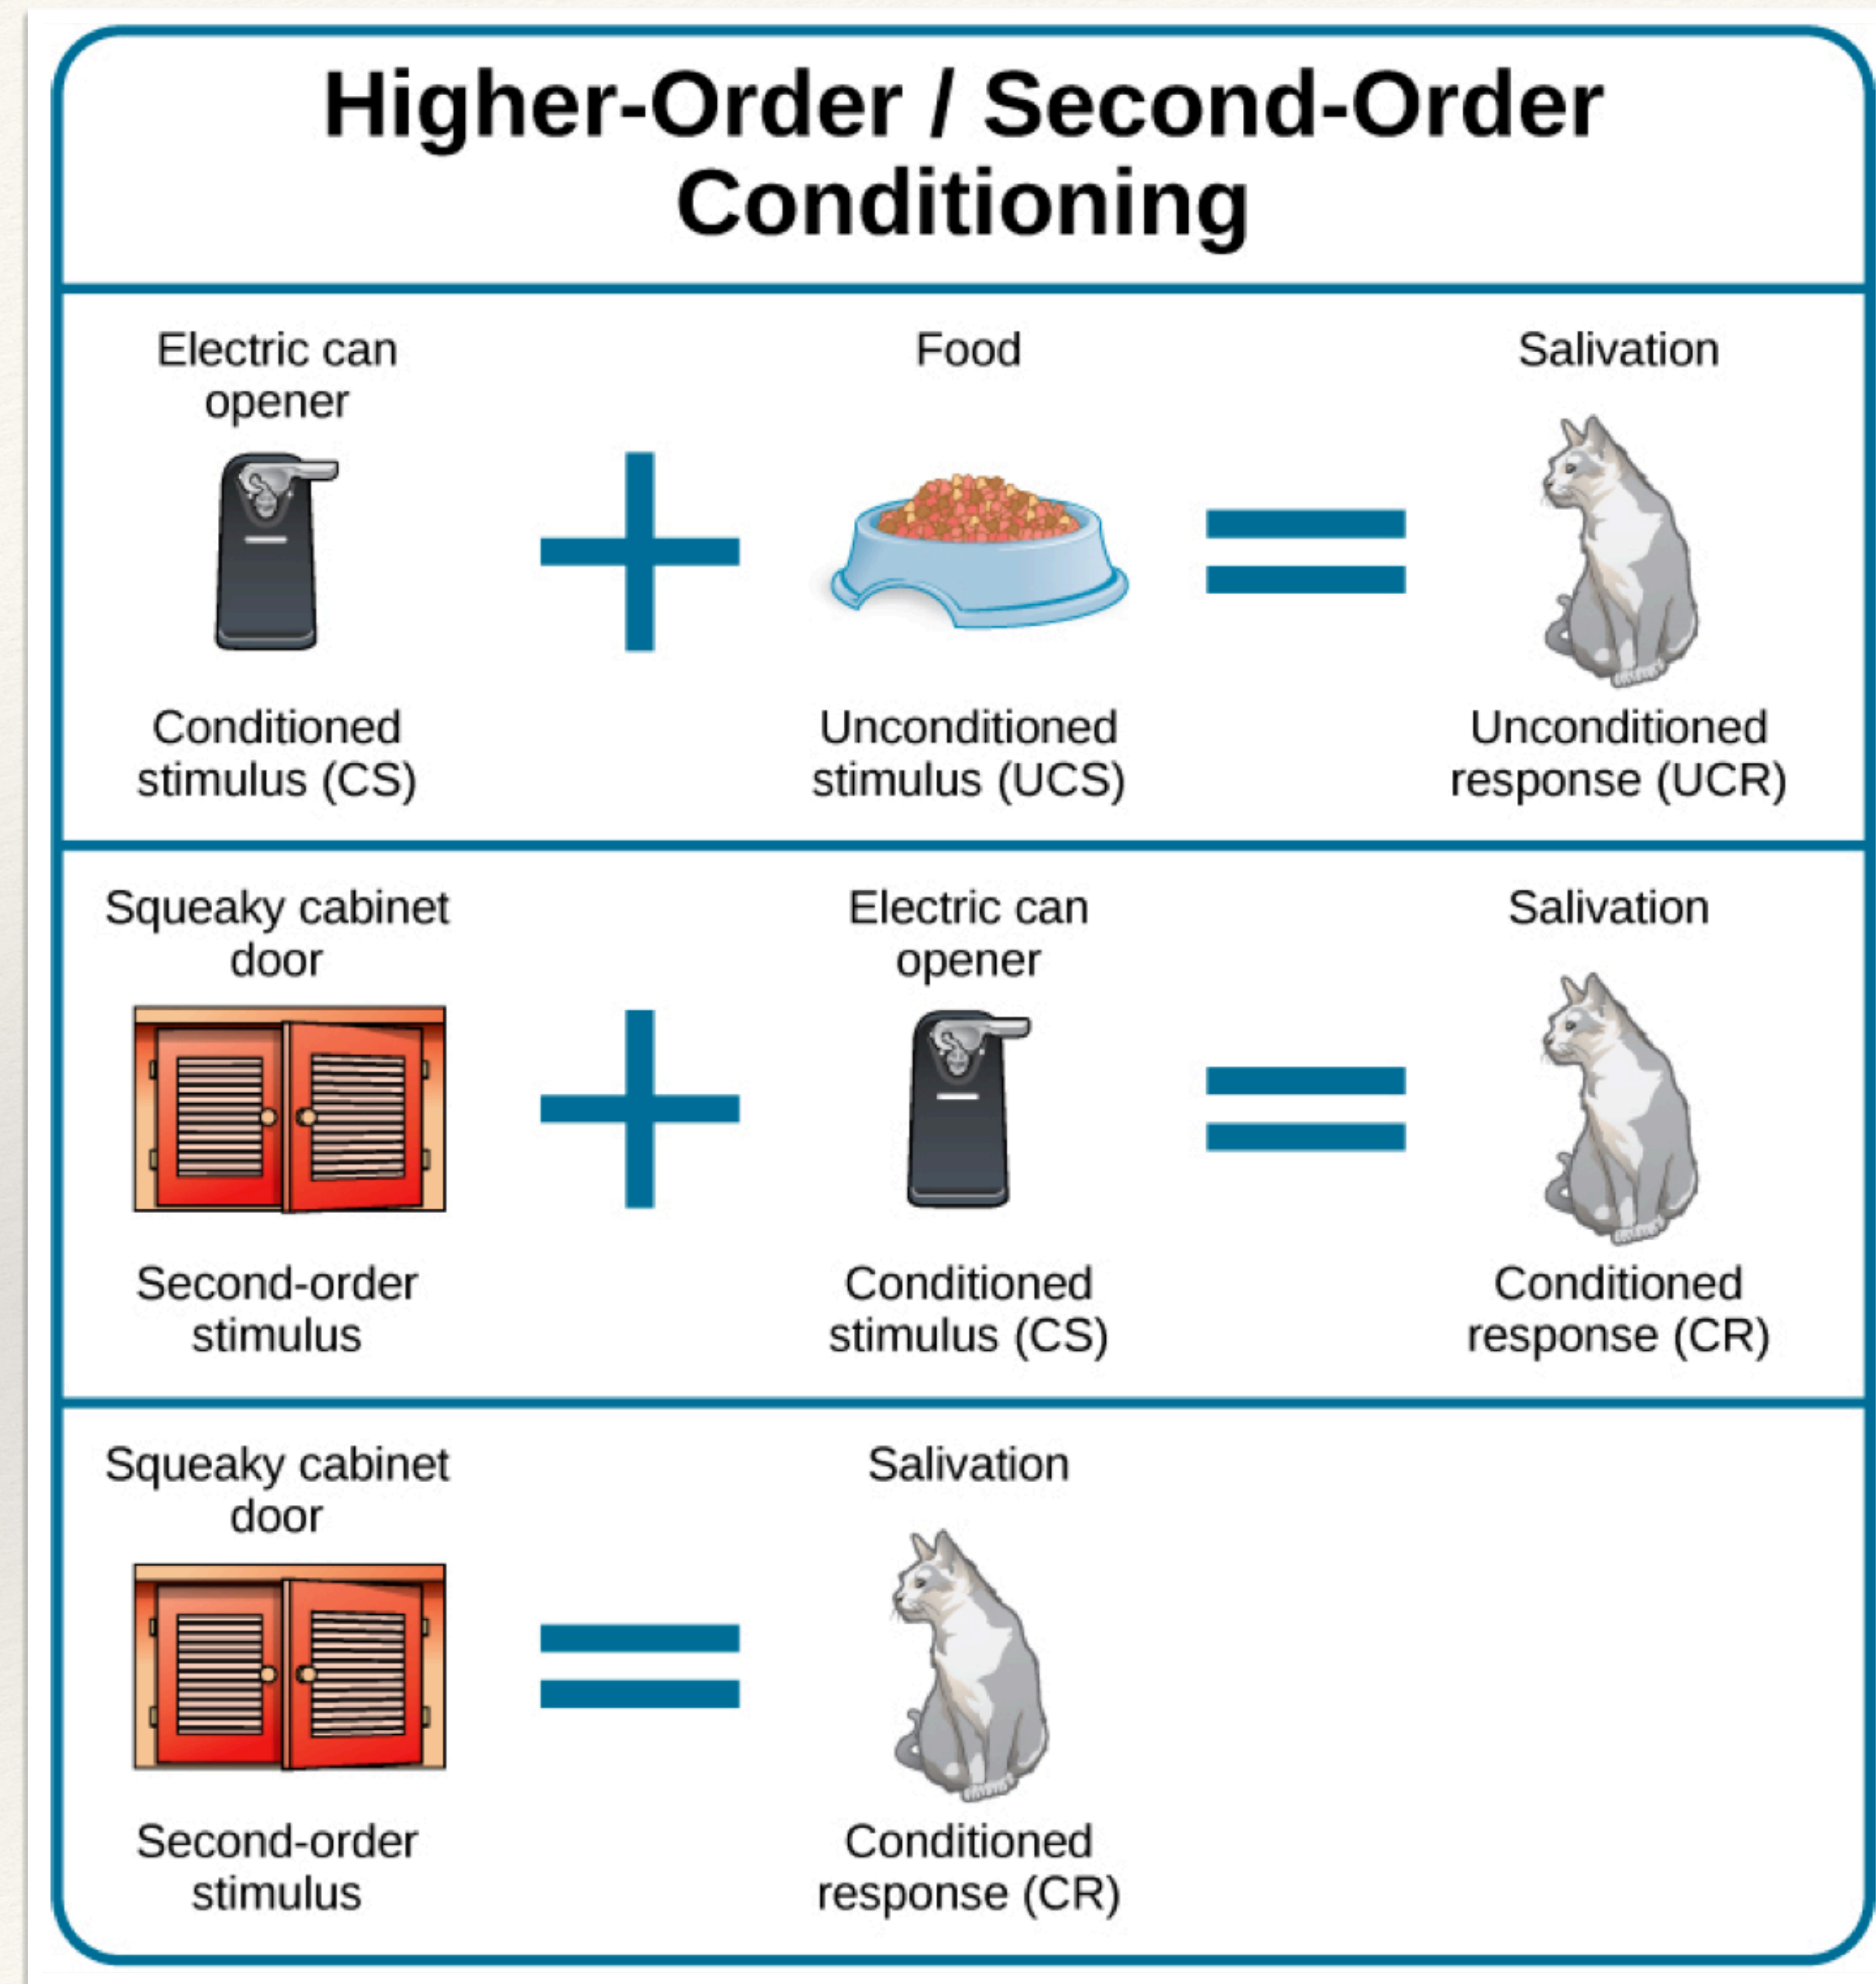 Higher-Order / Second-Order
Conditioning
Electric can
opener
Food
Salivation
Conditioned
stimulus (CS)
Unconditioned
stimulus (UCS)
Unconditioned
response (UCR)
Squeaky cabinet
door
Electric can
opener
Salivation
Second-order
stimulus
Conditioned
stimulus (CS)
Conditioned
response (CR)
Squeaky cabinet
door
Salivation
Second-order
stimulus
Conditioned
response (CR)